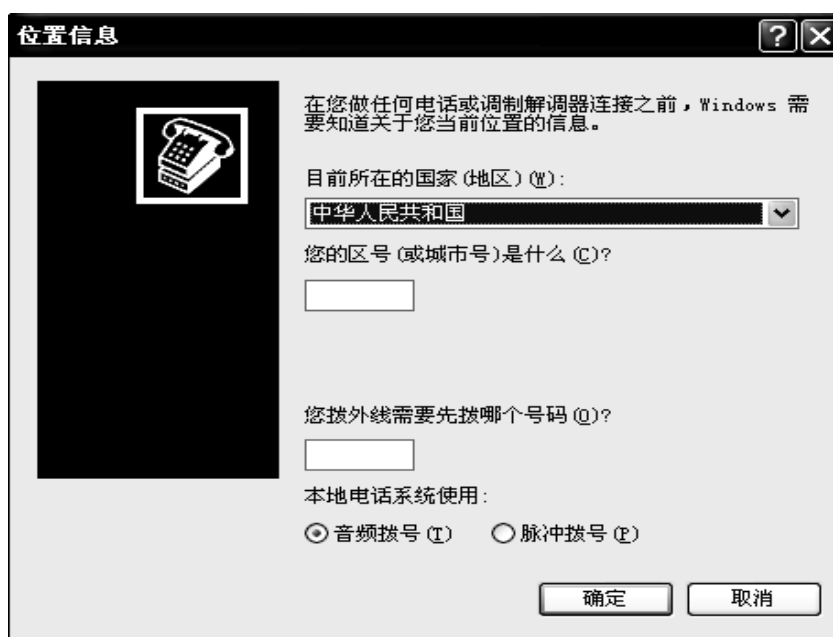 位置信息
在您做任何电话或调制解调器连接之前，Windows 需
要知道关于您当前位置的信息。
目前所在的国家(地区)(W):
中华人民共和国
您的区号(或城市号)是什么(C)?
您拨外线需要先拨哪个号码(O)?
本地电话系统使用:
音频拨号(T) 脉冲拨号(P)
确定 取消